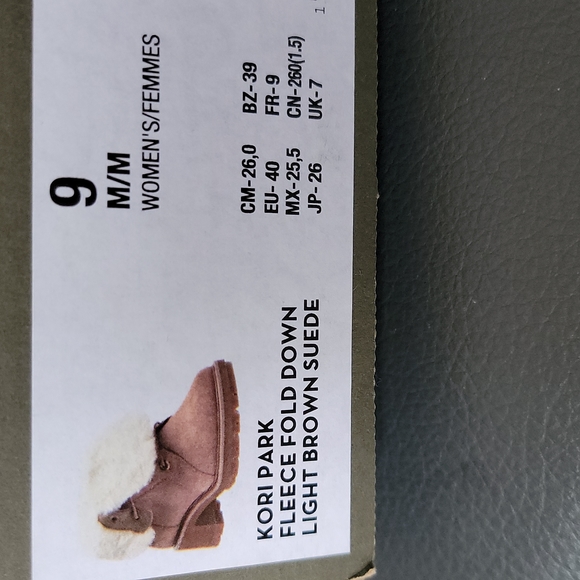 9
M/M
WOMEN'S/FEMMES
CM-26,0 BZ-39
EU-40 FR-9
MX-25,5 CN-260(1.5)
JP-26 UK-7
KORI PARK
FLEECE FOLD DOWN
LIGHT BROWN SUEDE